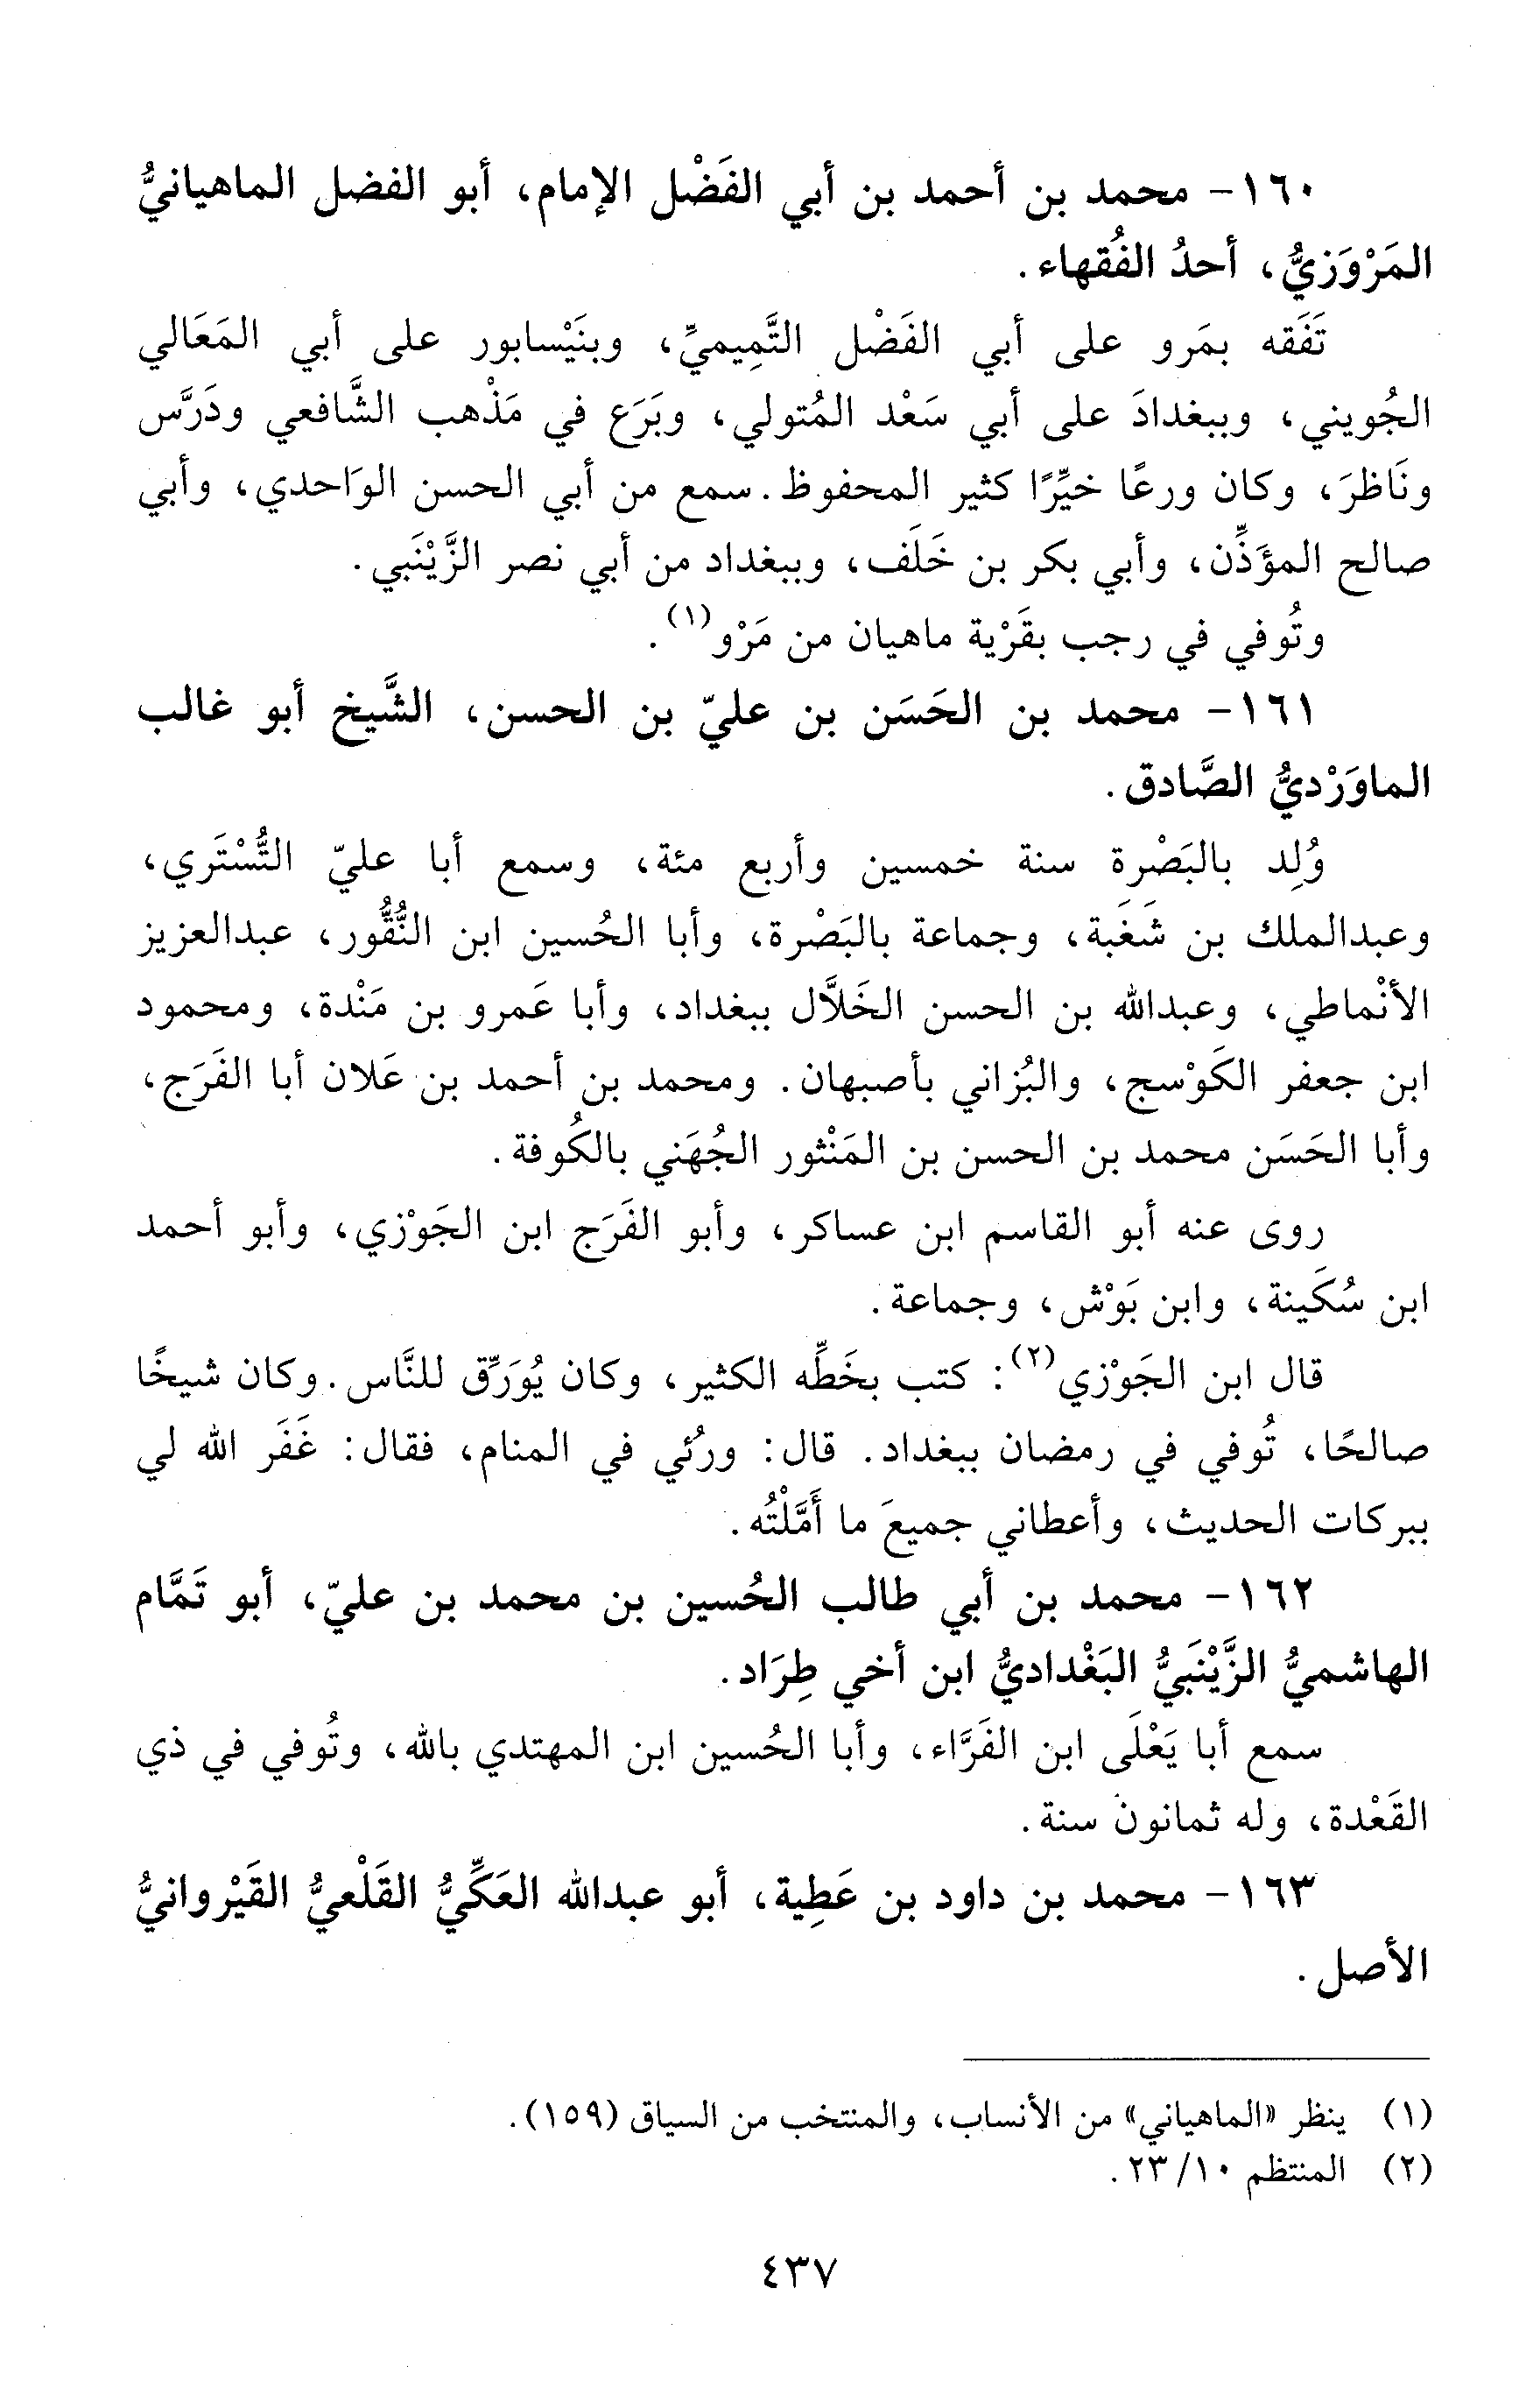 ١٦٠- محمد بن أحمد بن أبي الفَضْل الإمام، أبو الفضل الماهيانيُّ
المَرْوَزيُّ، أحدُ الفُقهاء.
تَفَقه بمَرو على أبي الفَضْل التَّمِيميِّ، وبنَيْسابور على أبي المَعَالي
الجُويني، وببغدادَ على أبي سَعْد المُتولي، وبَرَع في مَذْهب الشَّافعي ودَرَّس
ونَاظرَ، وكان ورعًا خيِّرًا كثير المحفوظ. سمع من أبي الحسن الوَاحدي، وأبي
صالح المؤَذِّن، وأبي بكر بن خَلَف، وببغداد من أبي نصر الزَّيْنَبي.
وتُوفي في رجب بقَرْية ماهيان من مَرْو(١).
١٦١- محمد بن الحَسَن بن عليّ بن الحسن، الشَّيخ أبو غالب
الماوَرْديُّ الصَّادق.
وُلِد بالبَصْرة سنة خمسين وأربع مئة، وسمع أبا عليّ التُّسْتَري،
وعبدالملك بن شَغَبة، وجماعة بالبَصْرة، وأبا الحُسين ابن النُّقُّور، عبدالعزيز
الأنْماطي، وعبدالله بن الحسن الخَلاَّل ببغداد، وأبا عَمرو بن مَنْدة، ومحمود
ابن جعفر الكَوْسج، والبُزاني بأصبهان. ومحمد بن أحمد بن عَلان أبا الفَرَج،
وأبا الحَسَن محمد بن الحسن بن المَنْثور الجُهَني بالكُوفة.
روى عنه أبو القاسم ابن عساكر، وأبو الفَرَج ابن الجَوْزي، وأبو أحمد
ابن سُكَينة، وابن بَوْش، وجماعة.
قال ابن الجَوْزي(٢): كتب بخَطِّه الكثير، وكان يُوَرِّق للنَّاس. وكان شيخًا
صالحًا، تُوفي في رمضان ببغداد. قال: ورُئي في المنام، فقال: غَفَر الله لي
ببركات الحديث، وأعطاني جميعَ ما أَمَّلْتُه.
١٦٢- محمد بن أبي طالب الحُسين بن محمد بن عليّ، أبو تَمَّام
الهاشميُّ الزَّيْنَبَيُّ البَغْداديُّ ابن أخي طِرَاد.
سمع أبا يَعْلَى ابن الفَرَّاء، وأبا الحُسين ابن المهتدي بالله، وتُوفي في ذي
القَعْدة، وله ثمانون سنة.
١٦٣- محمد بن داود بن عَطِية، أبو عبدالله العَكِّيُّ القَلْعيُّ القَيْروانيُّ
الأصل.
(١) ينظر «الماهياني» من الأنساب، والمنتخب من السياق (١٥٩).
(٢) المنتظم ١٠/ ٢٣.
٤٣٧